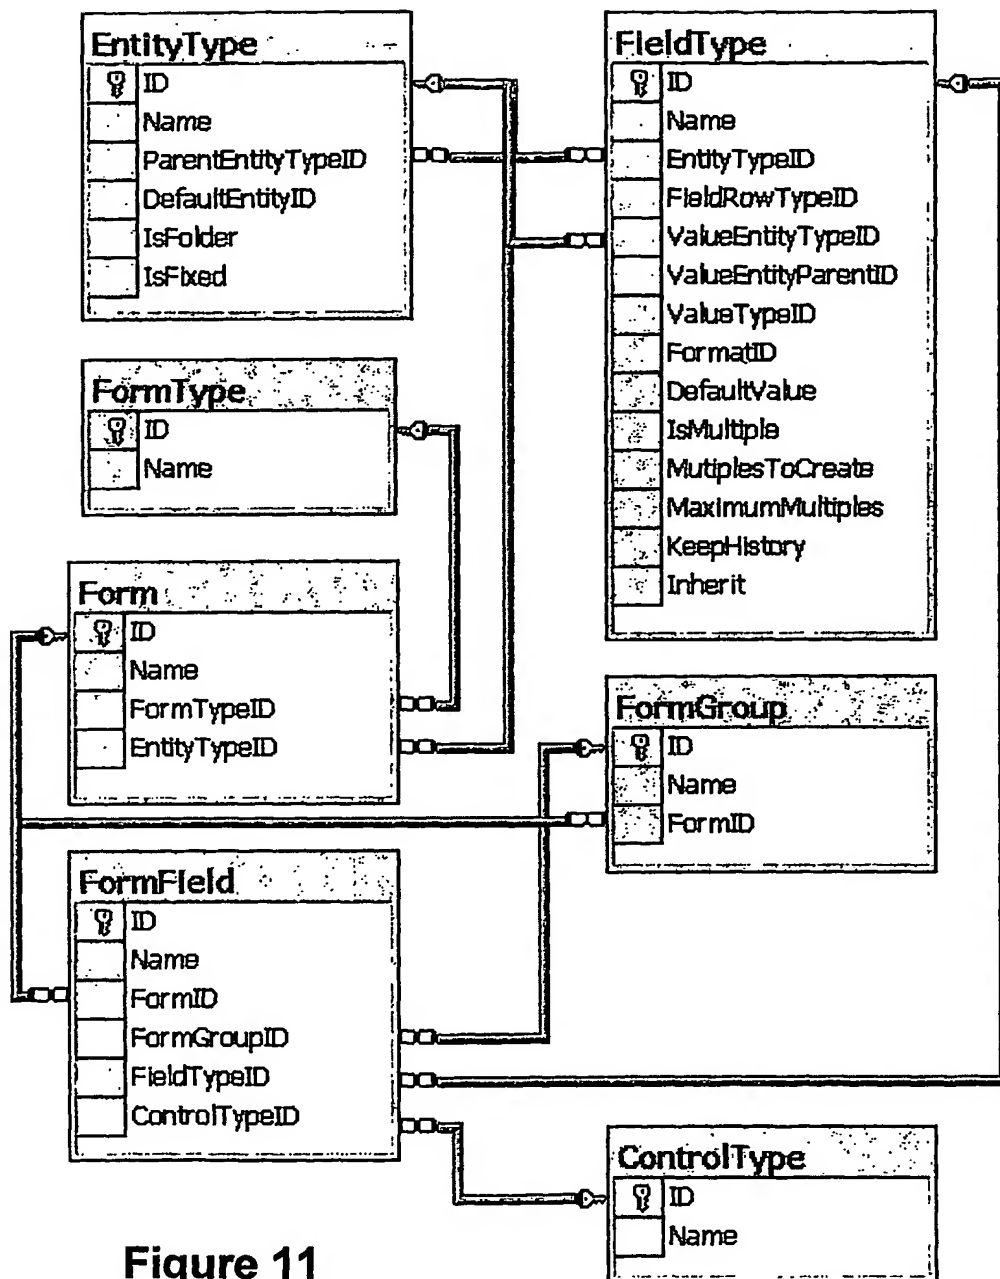 EntityType
ID
Name
ParentEntityTypeID
DefaultEntityID
IsFolder
IsFixed
FieldType
ID
Name
EntityTypeID
FieldRowTypeID
ValueEntityTypeID
ValueEntityParentID
ValueTypeID
FormatID
DefaultValue
IsMultiple
MutiplesToCreate
MaximumMultiples
KeepHistory
Inherit
FormType
ID
Name
Form
ID
Name
FormTypeID
EntityTypeID
FormGroup
ID
Name
FormID
FormField
ID
Name
FormID
FormGroupID
FieldTypeID
ControlTypeID
ControlType
ID
Name
Figure 11